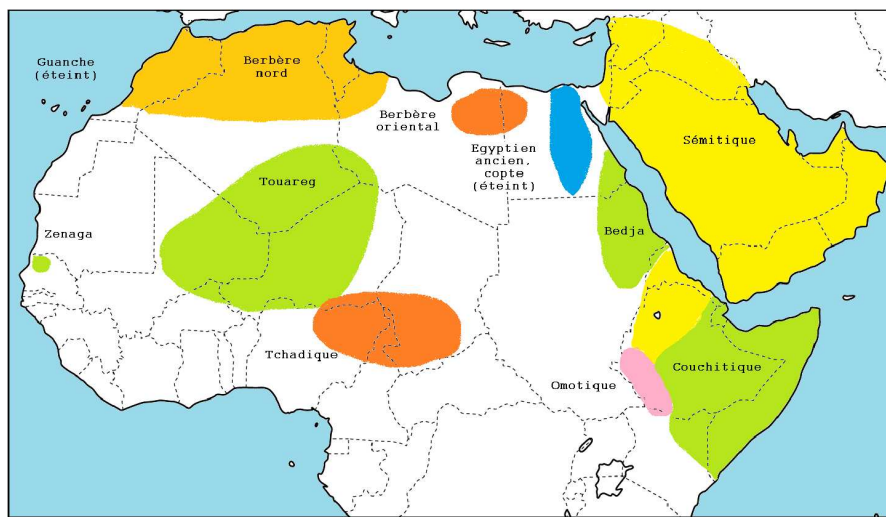 Guanche
(éteint)
Berbère
nord
Berbère
oriental
Egyptien
ancien,
copte
(éteint)
Sémitique
Touareg
Zenaga
Bedja
Tchadique
Omotique
Couchitique